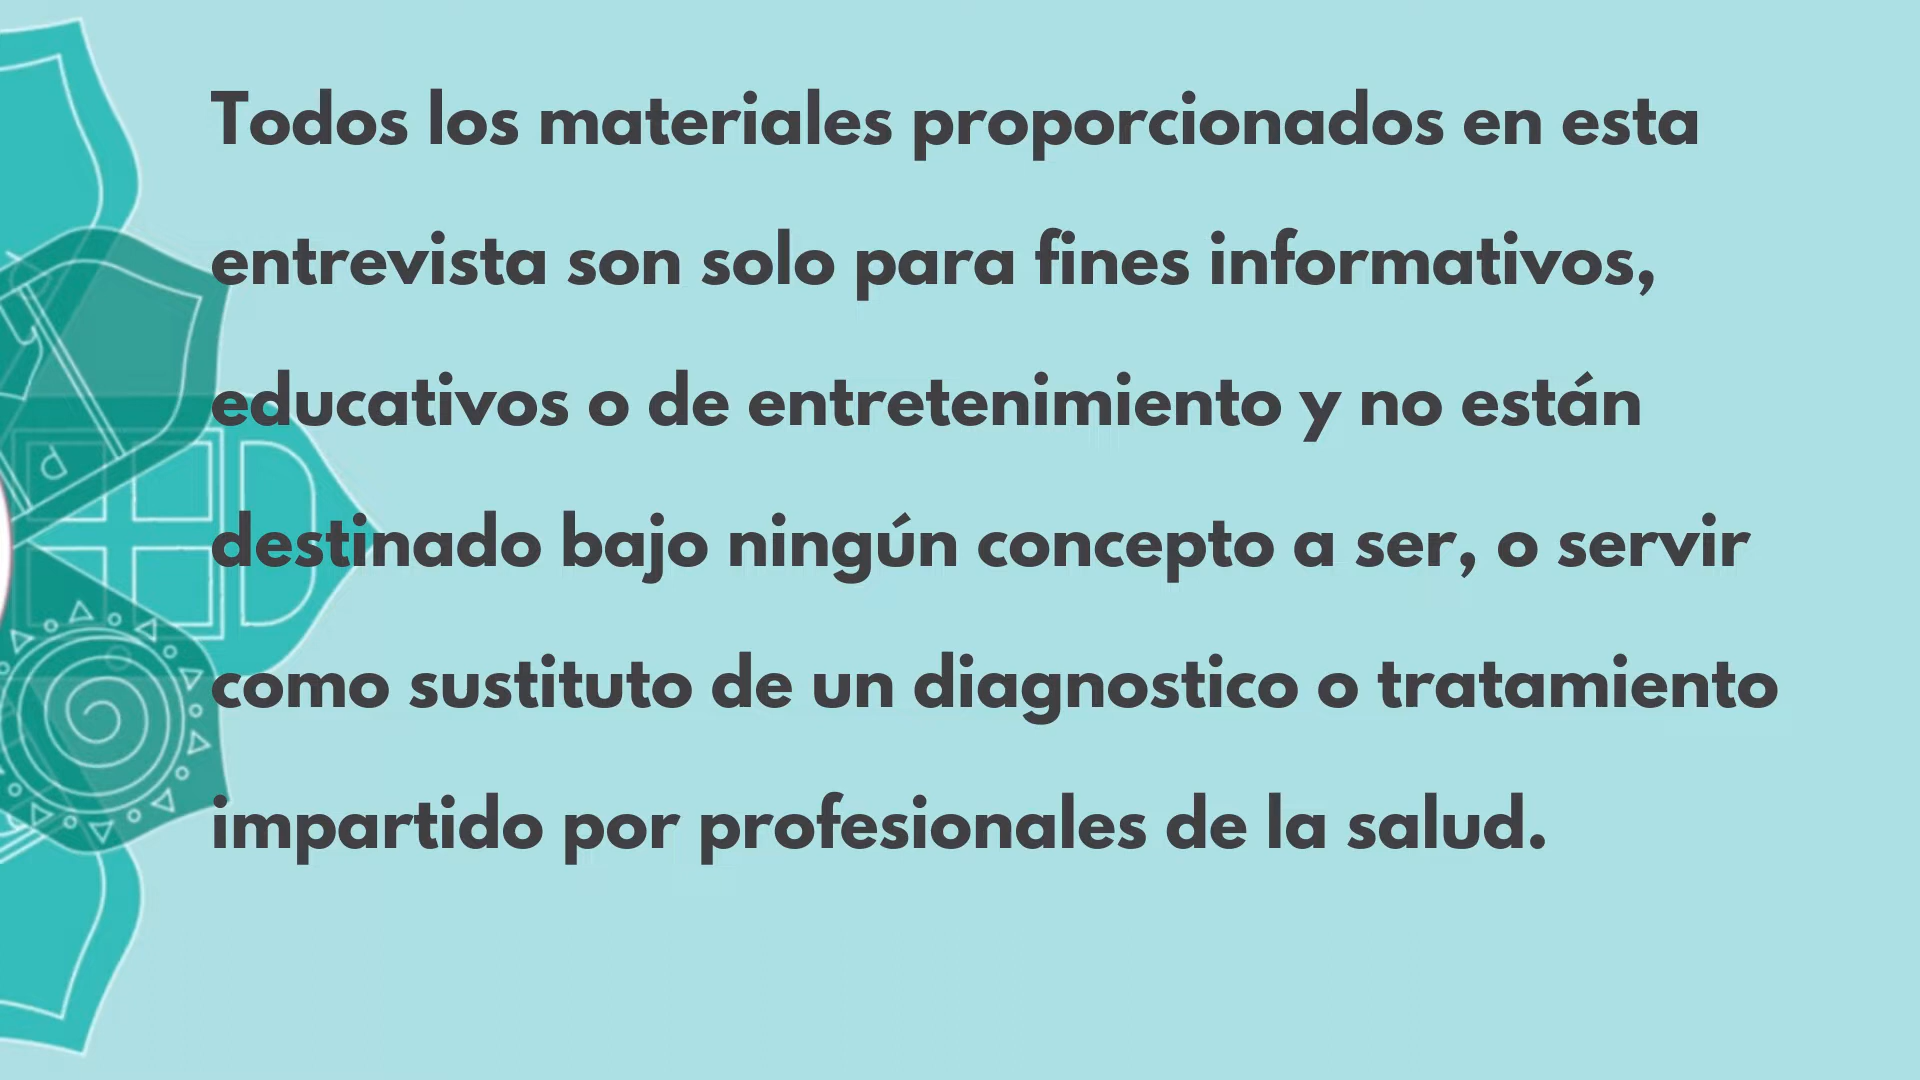 Todos los materiales proporcionados en esta
entrevista son solo para fines informativos,
educativos o de entretenimiento y no están
destinado bajo ningún concepto a ser, o servir
como sustituto de un diagnostico o tratamiento
impartido por profesionales de la salud.